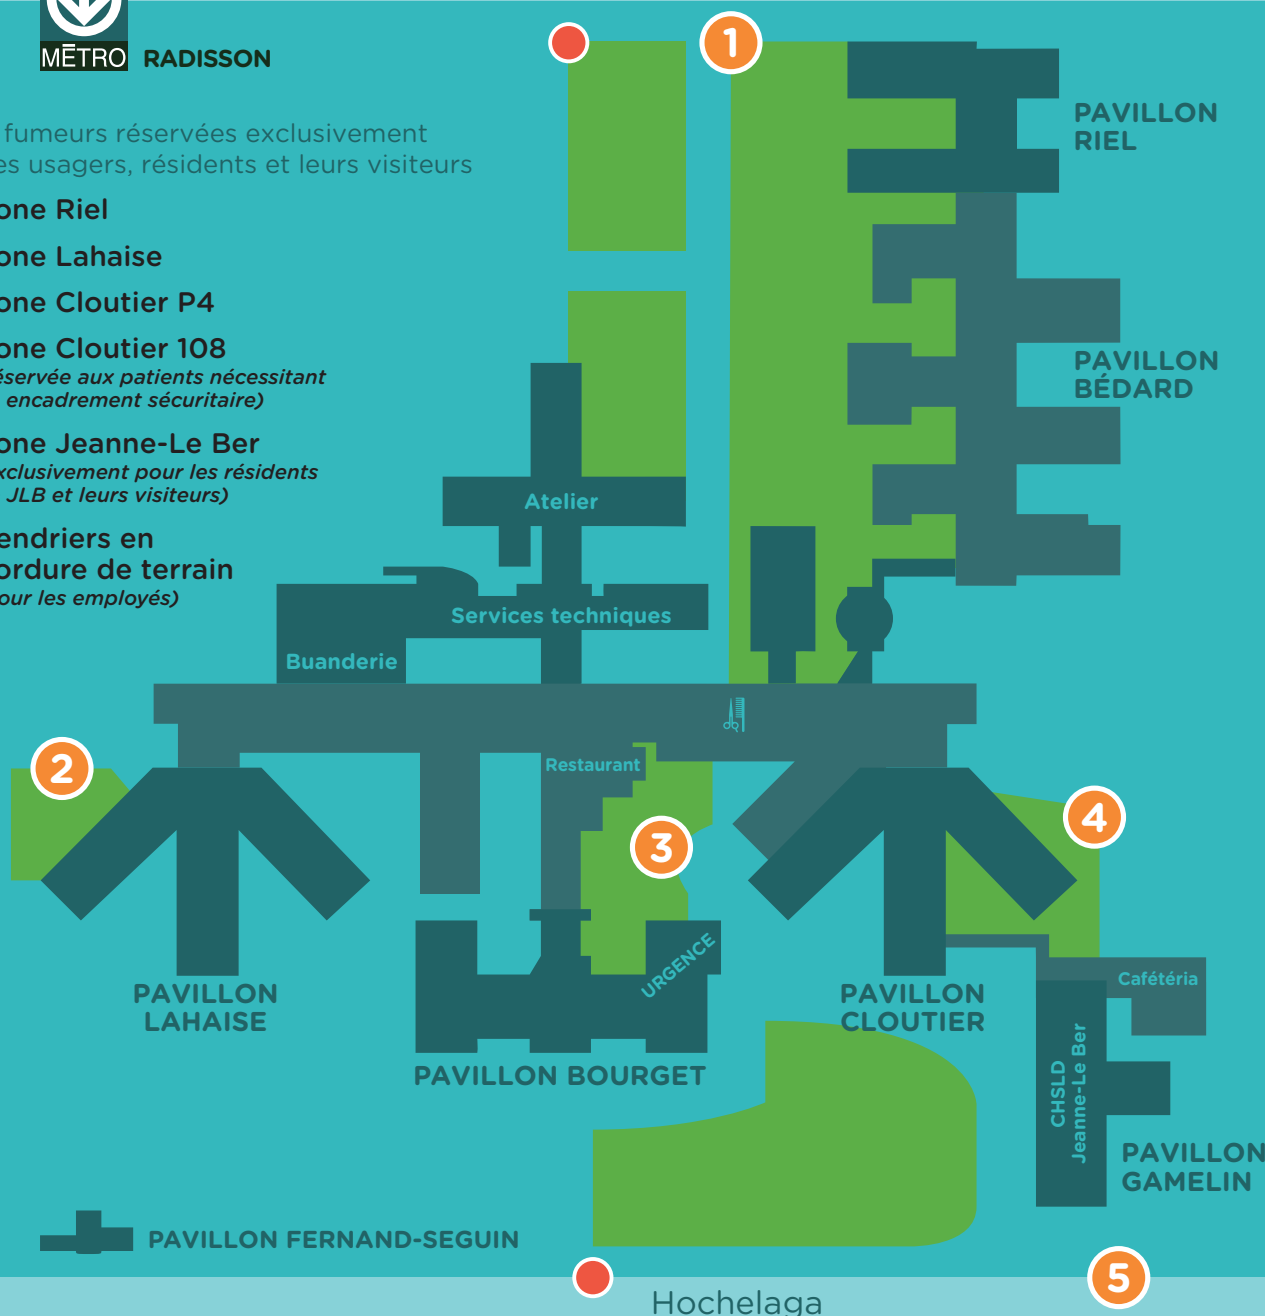 MĒTRO RADISSON
fumeurs réservées exclusivement
es usagers, résidents et leurs visiteurs
one Riel
one Lahaise
one Cloutier P4
one Cloutier 108
éservée aux patients nécessitant
encadrement sécuritaire)
one Jeanne-Le Ber
xclusivement pour les résidents
JLB et leurs visiteurs)
endriers en
ordure de terrain
our les employés)
1
PAVILLON
RIEL
PAVILLON
BÉDARD
Atelier
Services techniques
Buanderie
2
Restaurant
3
4
URGENCE
PAVILLON
LAHAISE
PAVILLON
CLOUTIER
Cafétéria
PAVILLON BOURGET
CHSLD
Jeanne-Le Ber
PAVILLON
GAMELIN
PAVILLON FERNAND-SEGUIN
5
Hochelaga